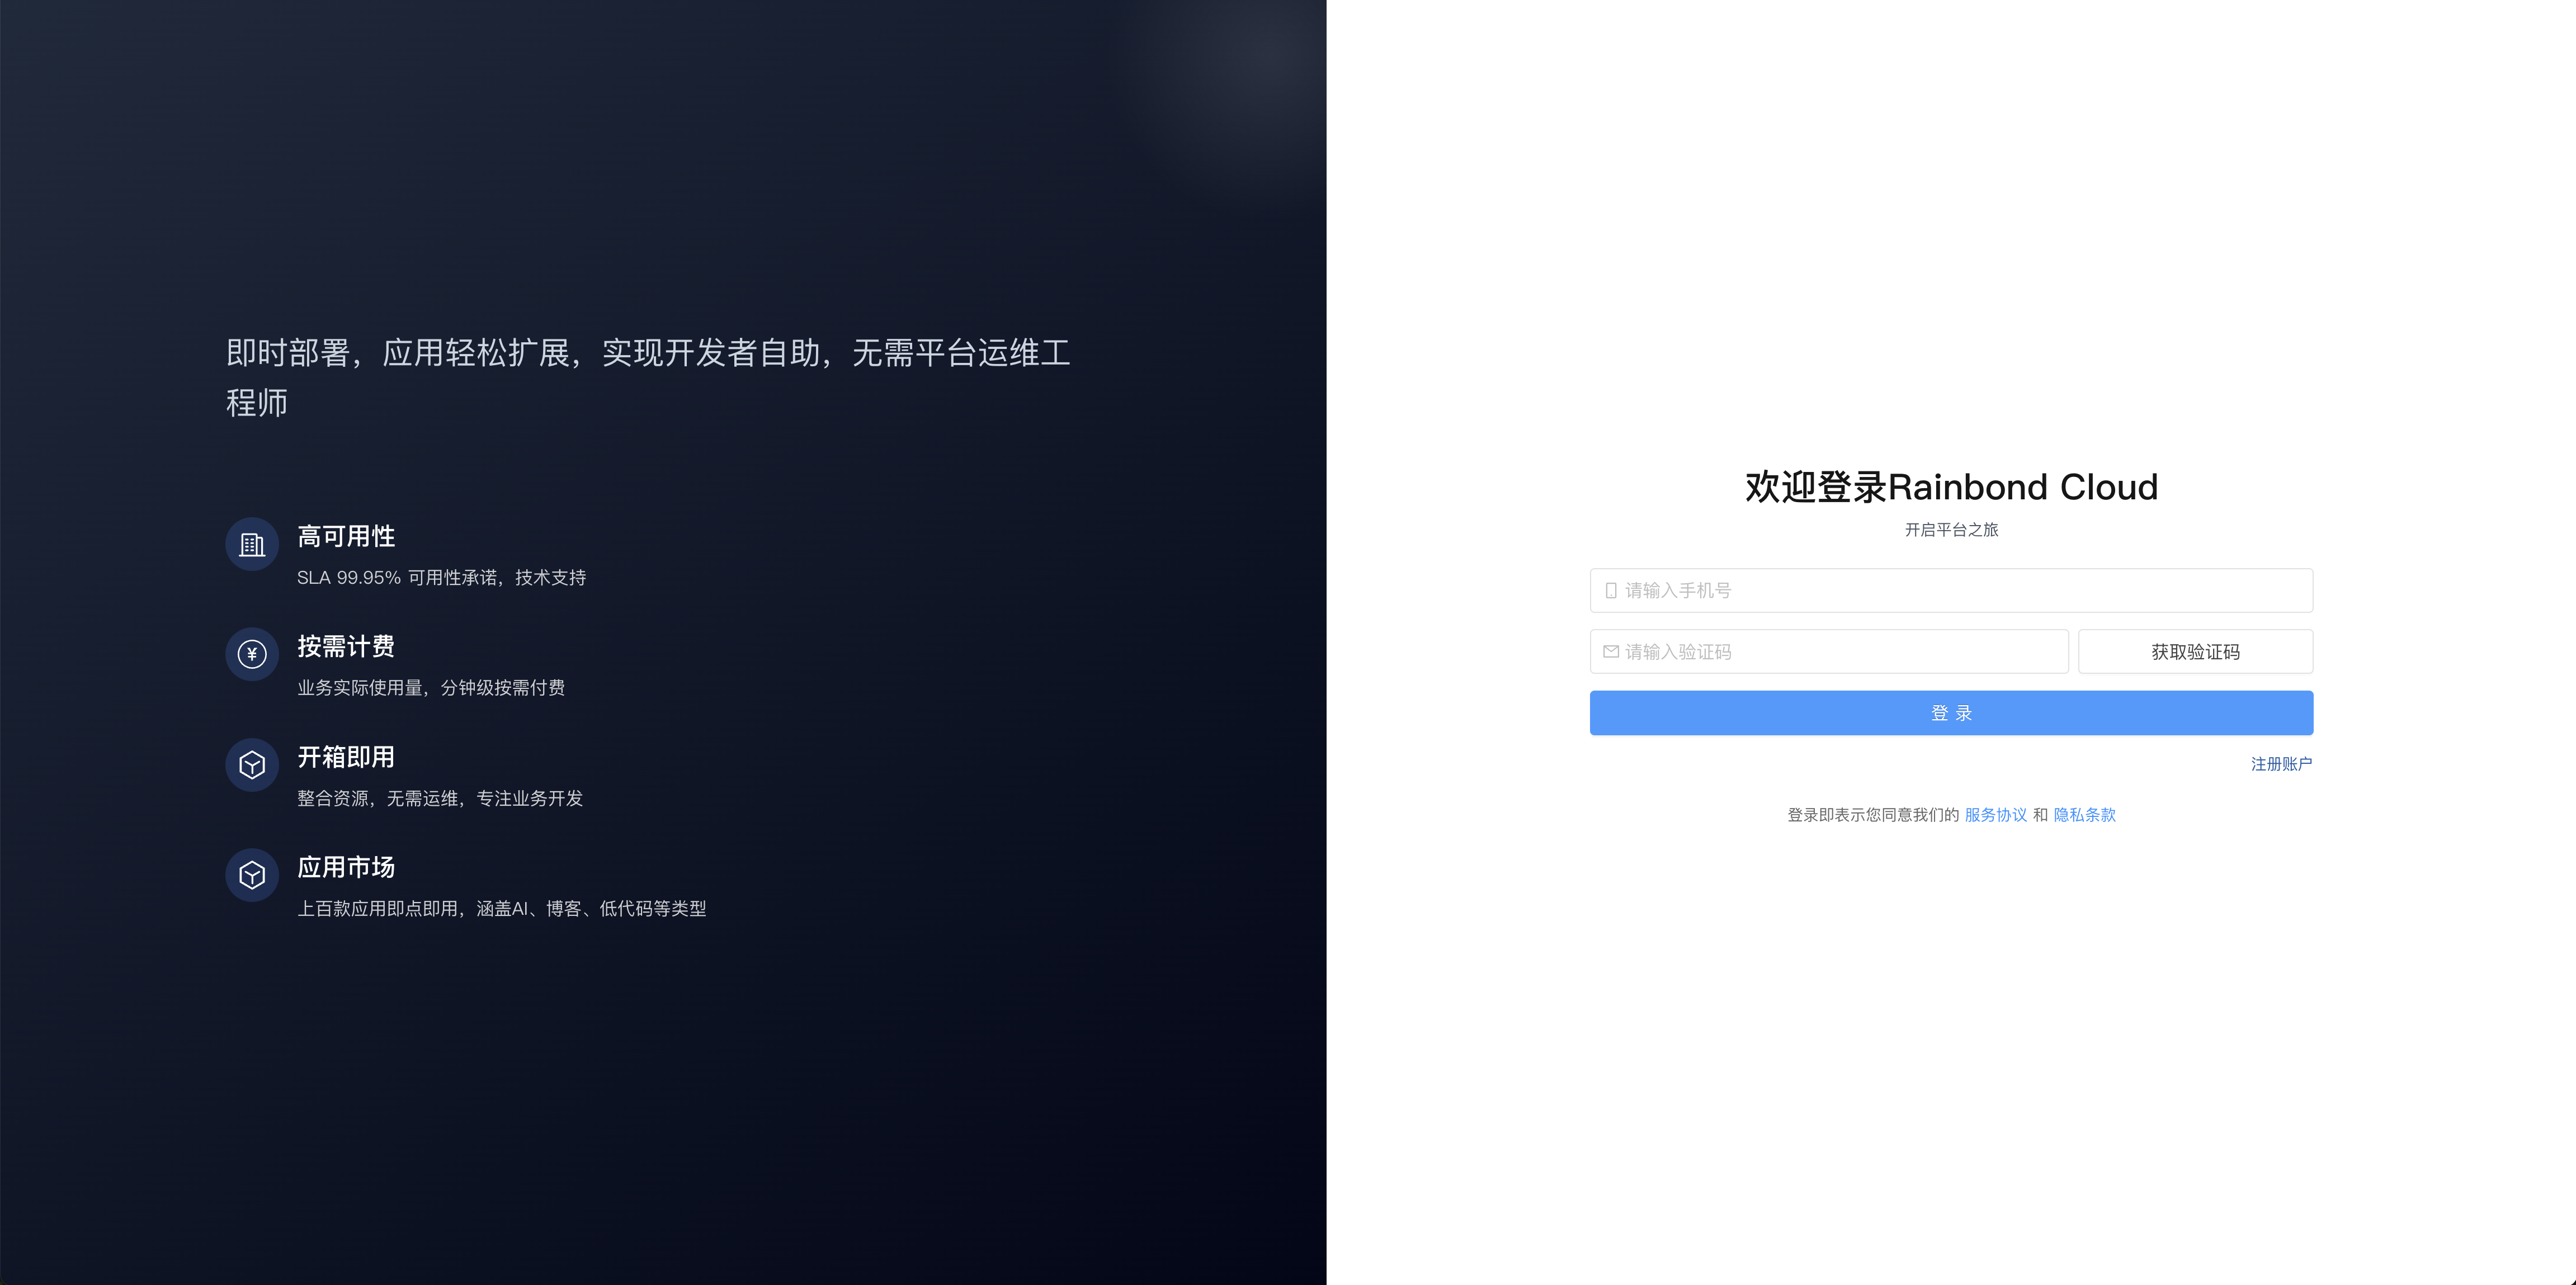 即时部署，应用轻松扩展，实现开发者自助，无需平台运维工
程师
高可用性
SLA 99.95% 可用性承诺，技术支持
按需计费
业务实际使用量，分钟级按需付费
开箱即用
整合资源，无需运维，专注业务开发
应用市场
上百款应用即点即用，涵盖AI、博客、低代码等类型
欢迎登录Rainbond Cloud
开启平台之旅
请输入手机号
请输入验证码
获取验证码
登 录
注册账户
登录即表示您同意我们的 服务协议 和 隐私条款